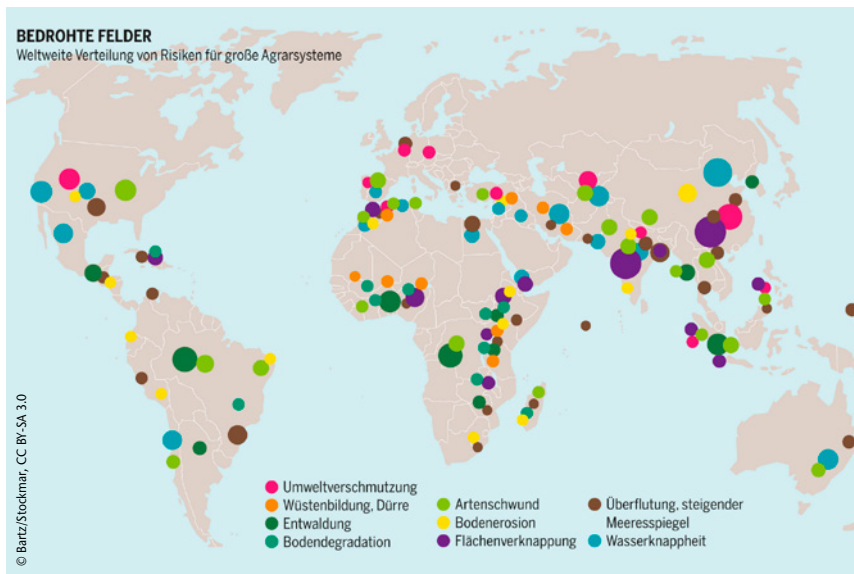 BEDROHTE FELDER
Weltweite Verteilung von Risiken für große Agrarsysteme
Umweltverschmutzung
Wüstenbildung, Dürre
Entwaldung
Bodendegradation
Artenschwund
Bodenerosion
Flächenverknappung
Überflutung, steigender
Meeresspiegel
Wasserknappheit
© Bartz/Stockmar, CC BY-SA 3.0